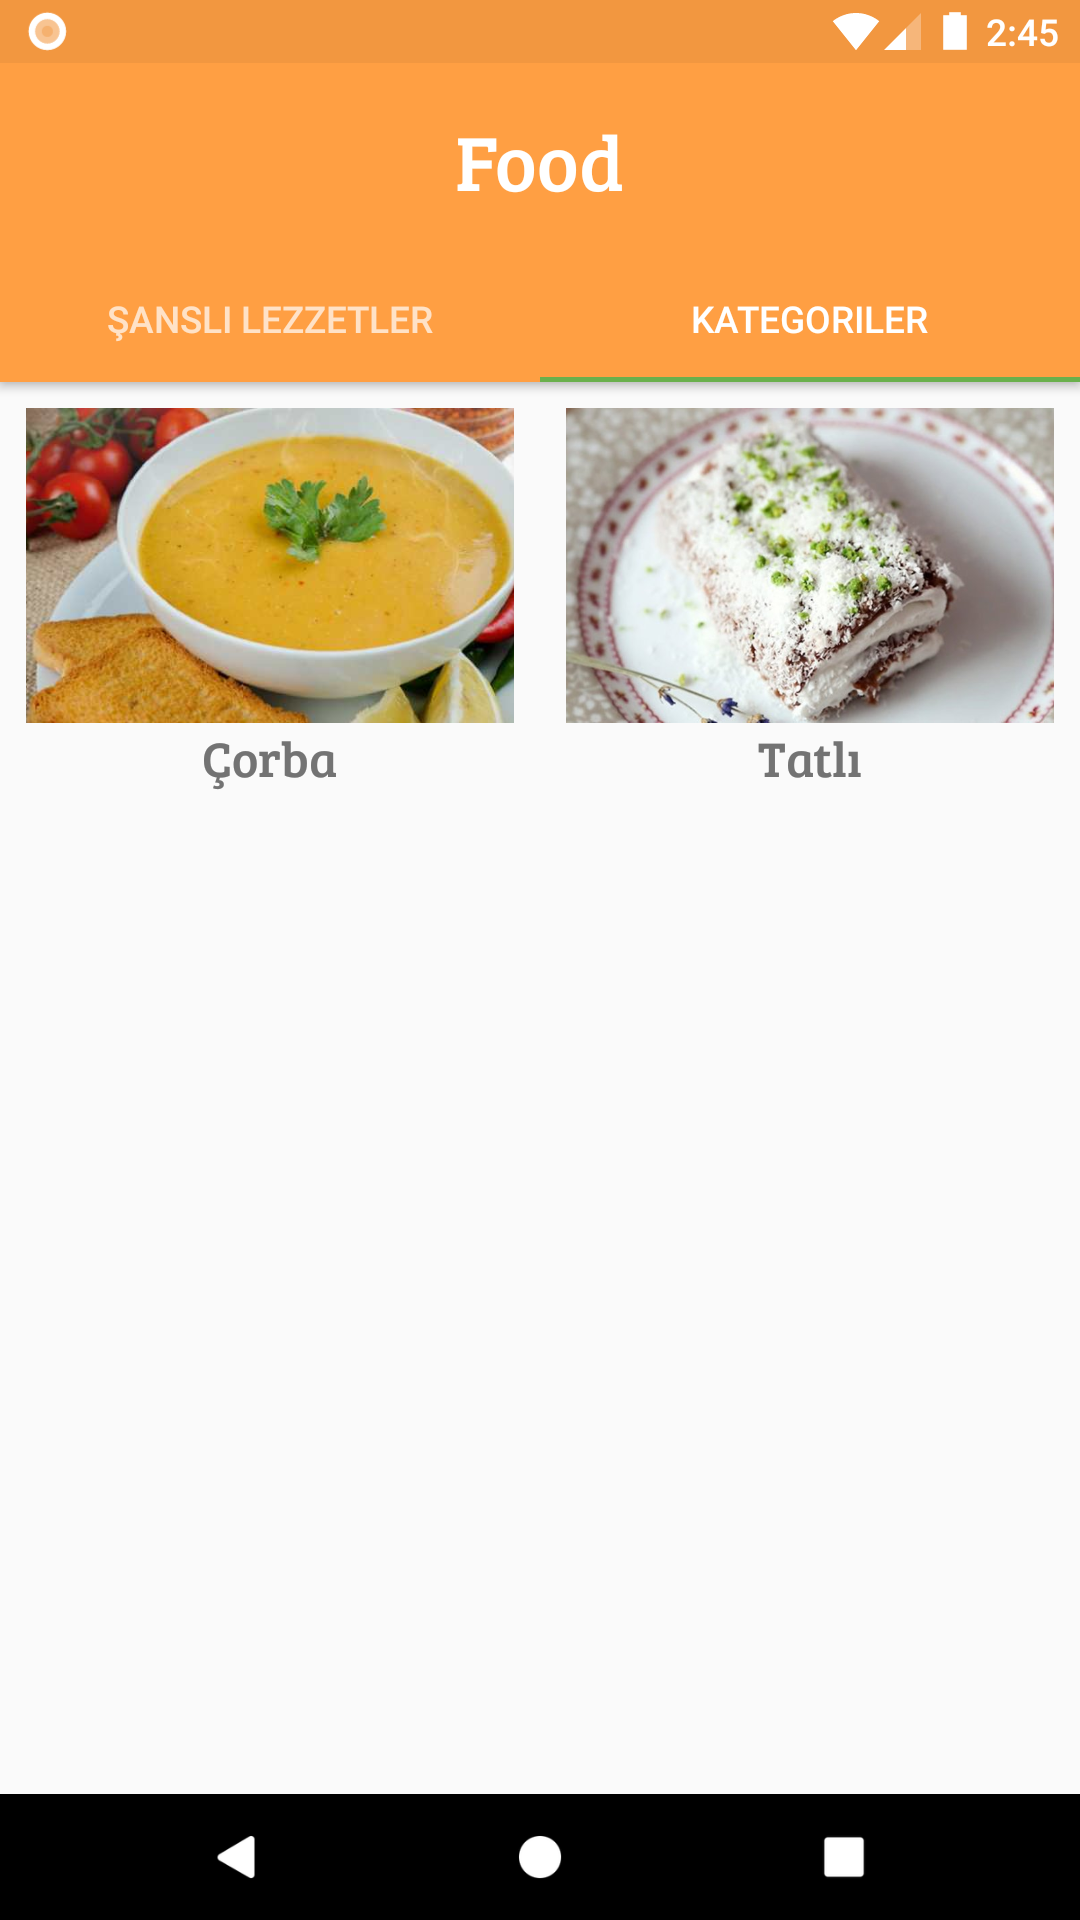 2:45
Food
ŞANSLI LEZZETLER
KATEGORILER
Çorba
Tatlı